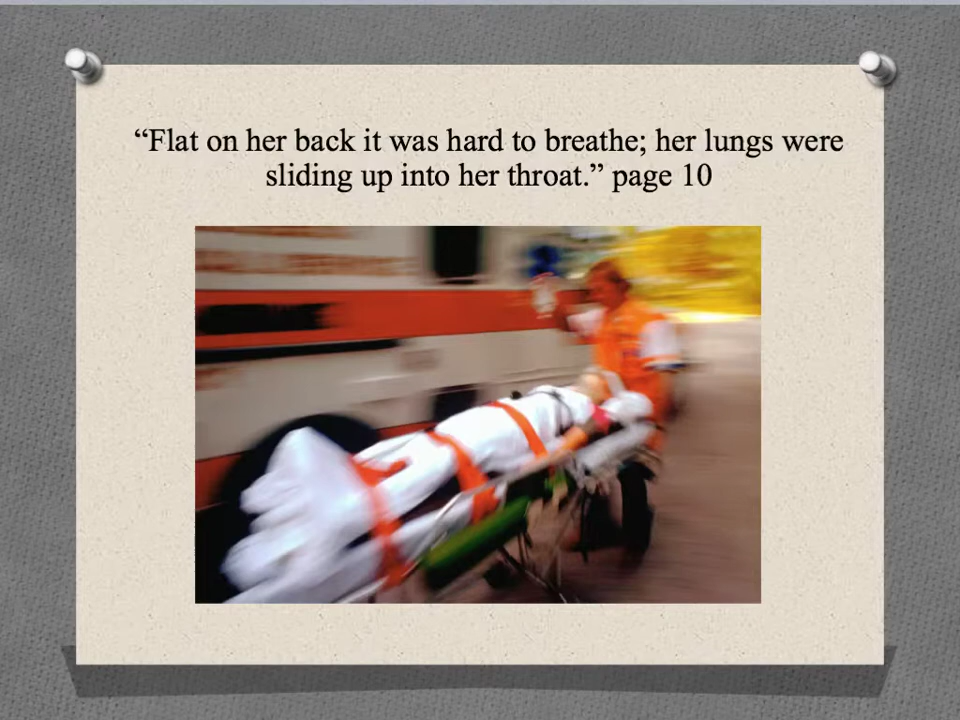 “Flat on her back it was hard to breathe; her lungs were
sliding up into her throat.” page 10